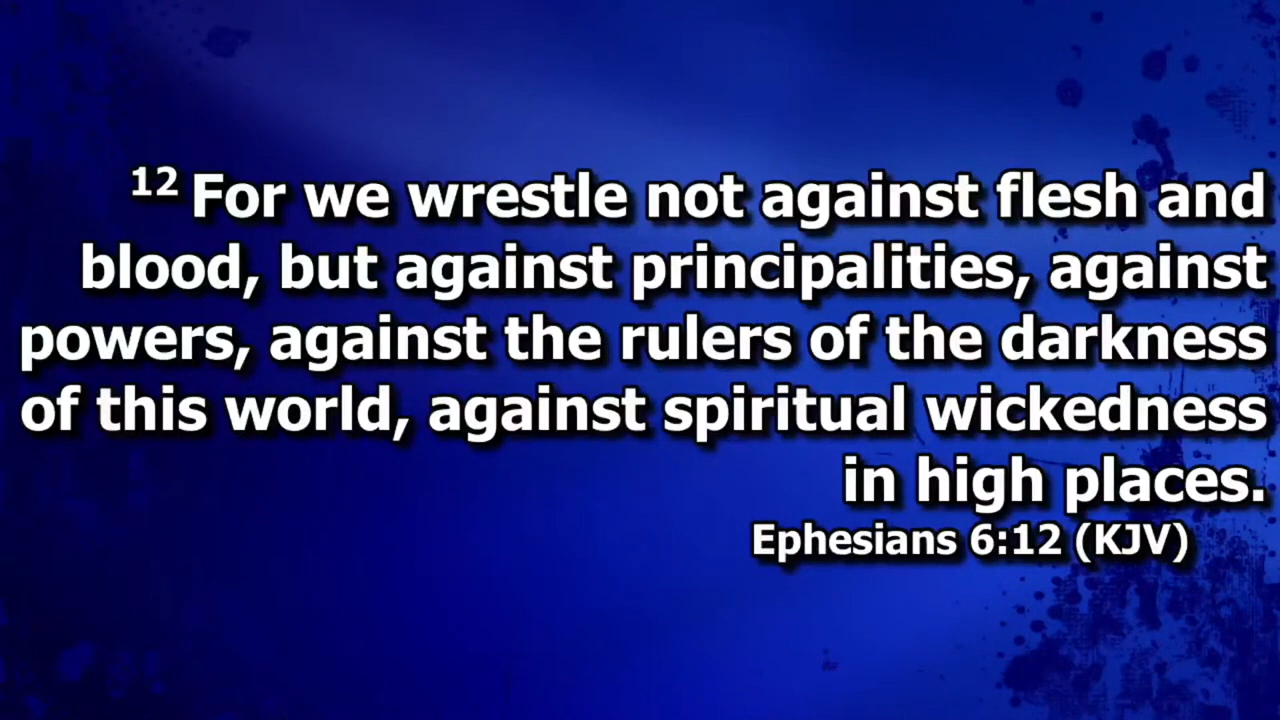 12 For we wrestle not against flesh and
blood, but against principalities, against
powers, against the rulers of the darkness
of this world, against spiritual wickedness
in high places.
Ephesians 6:12 (KJV)